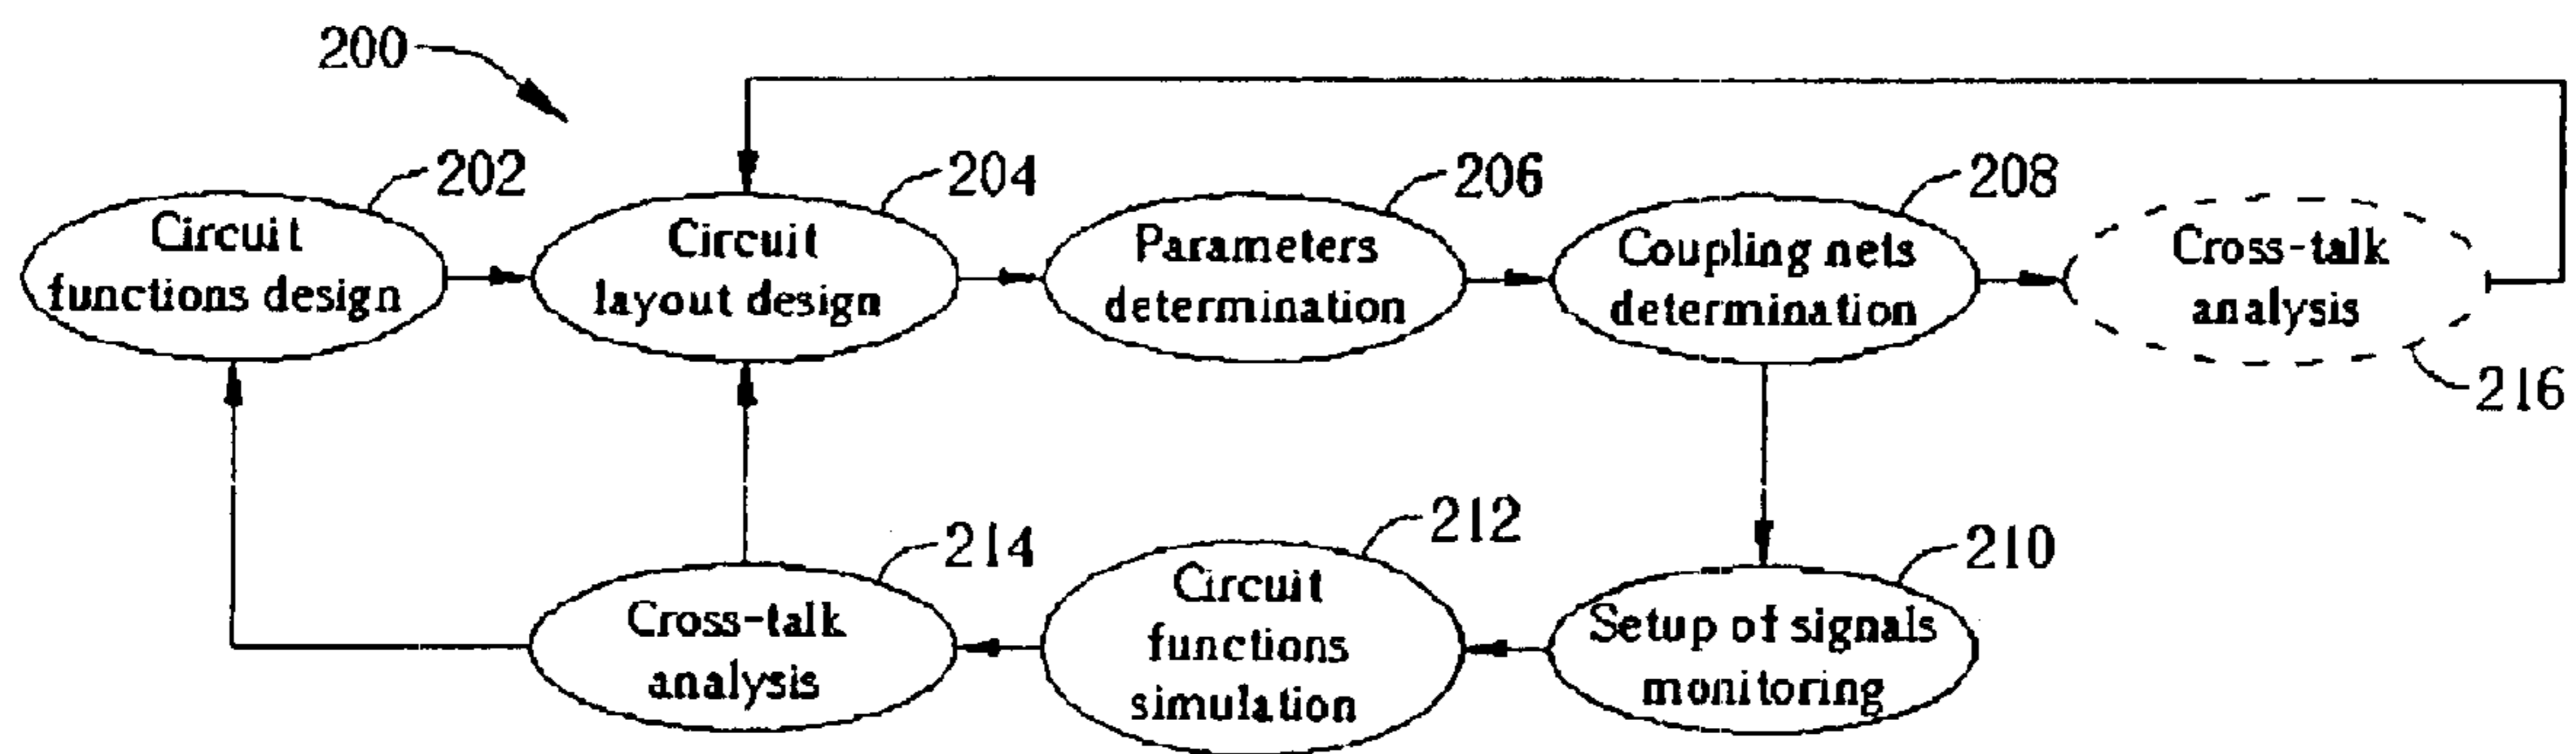 200
202
204
206
208
Circuit
functions design
Circuit
layout design
Parameters
determination
Coupling nets
determination
Cross-talk
analysis
216
214
212
210
Cross-talk
analysis
Circuit
functions
simulation
Setup of signals
monitoring